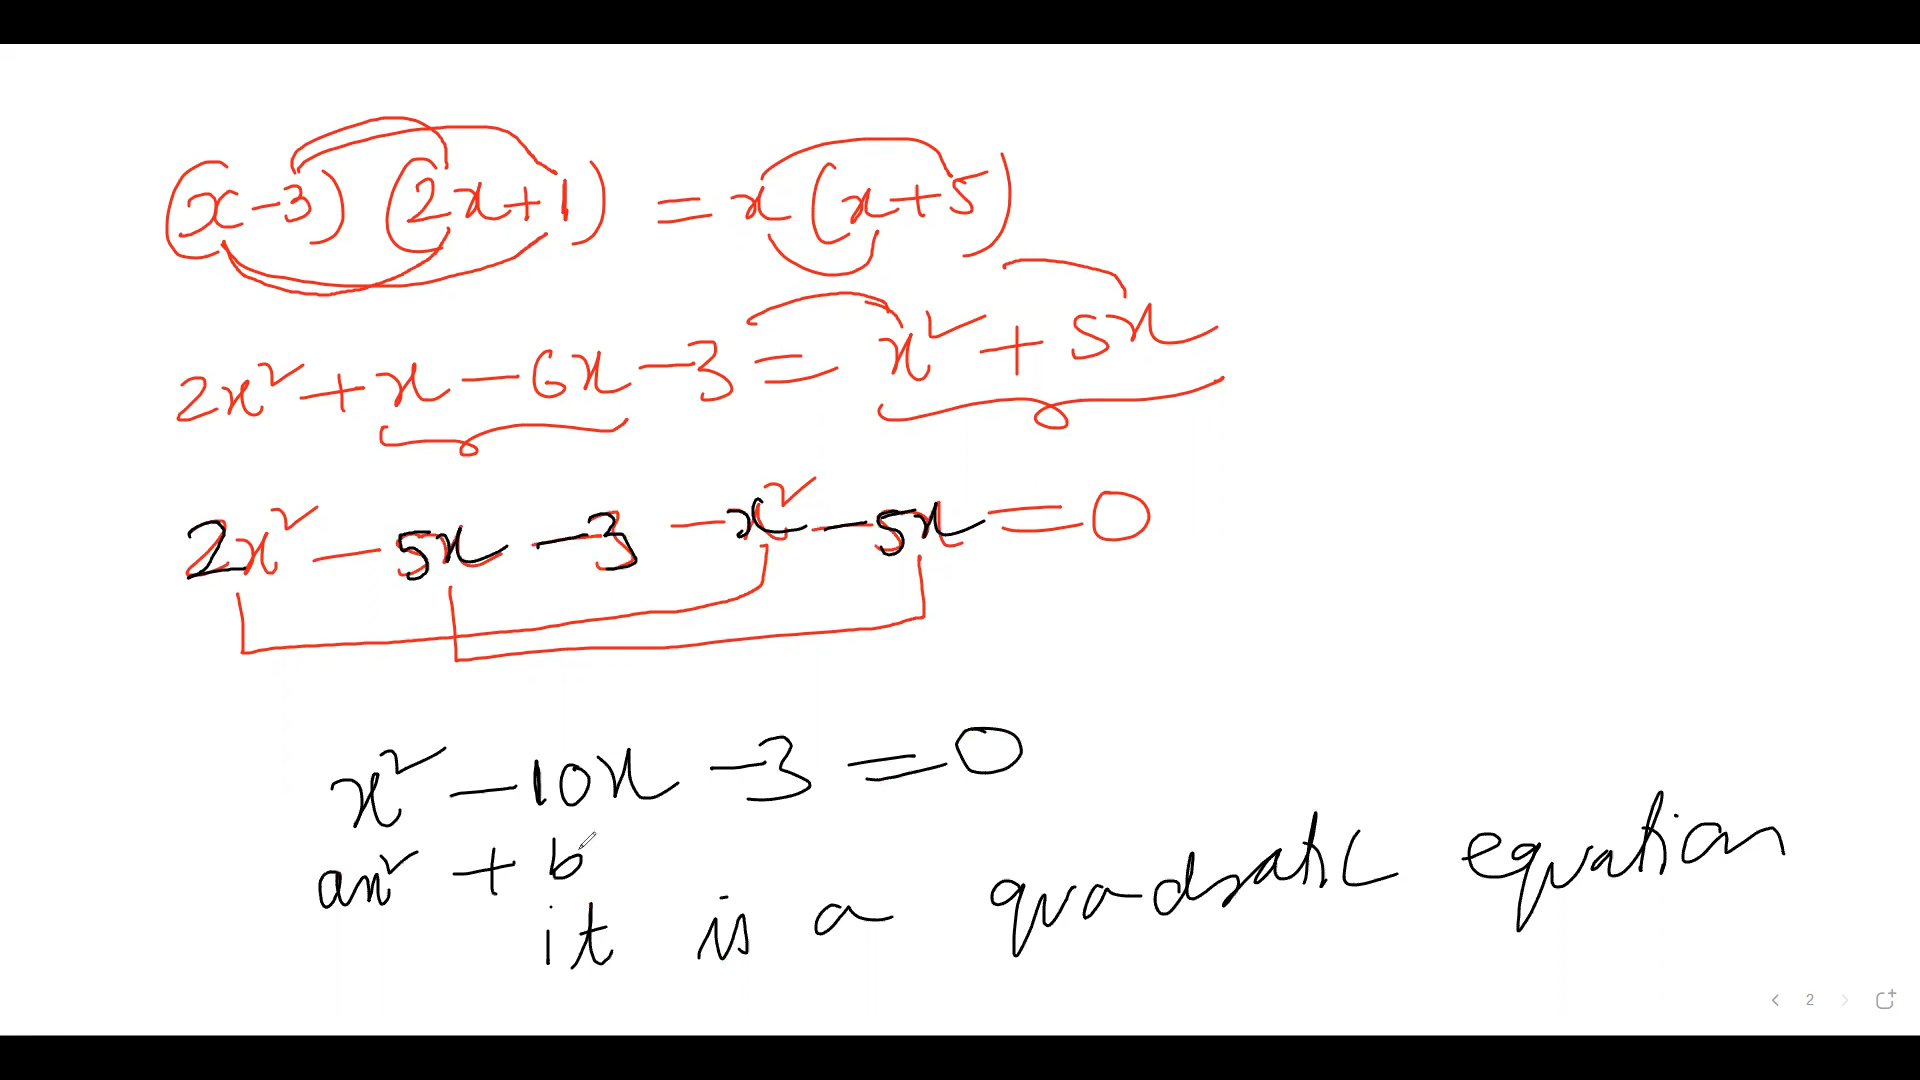 (x-3) (2x+1) = x(x+5)
2x² + x - 6x - 3 = x² + 5x
2x² - 5x - 3 - x² - 5x = 0
x² - 10x - 3 = 0
ax² + b
it is a quadratic equation
2